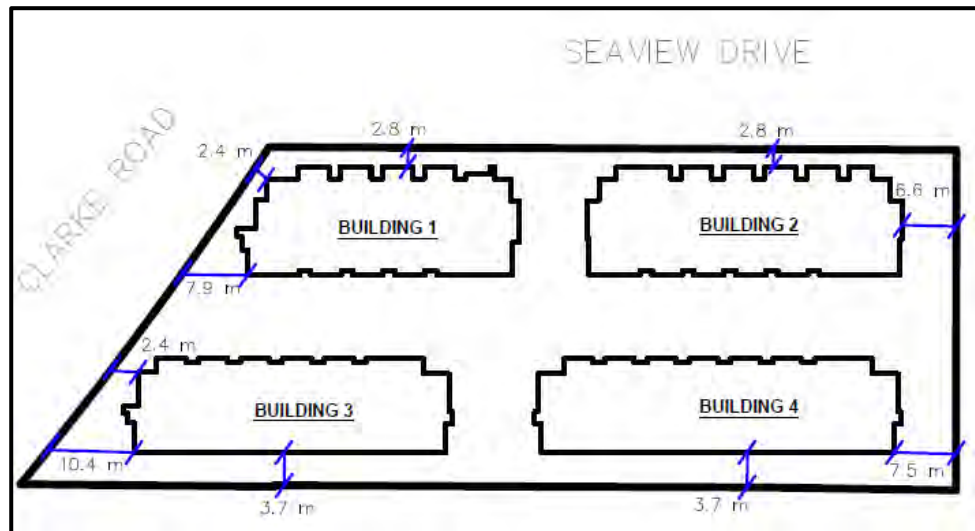 SEAVIEW DRIVE
CLARKE ROAD
2.8 m
2.8 m
2.4 m
6.6 m
BUILDING 1
BUILDING 2
7.9 m
2.4 m
BUILDING 3
BUILDING 4
10.4 m
7.5 m
3.7 m
3.7 m